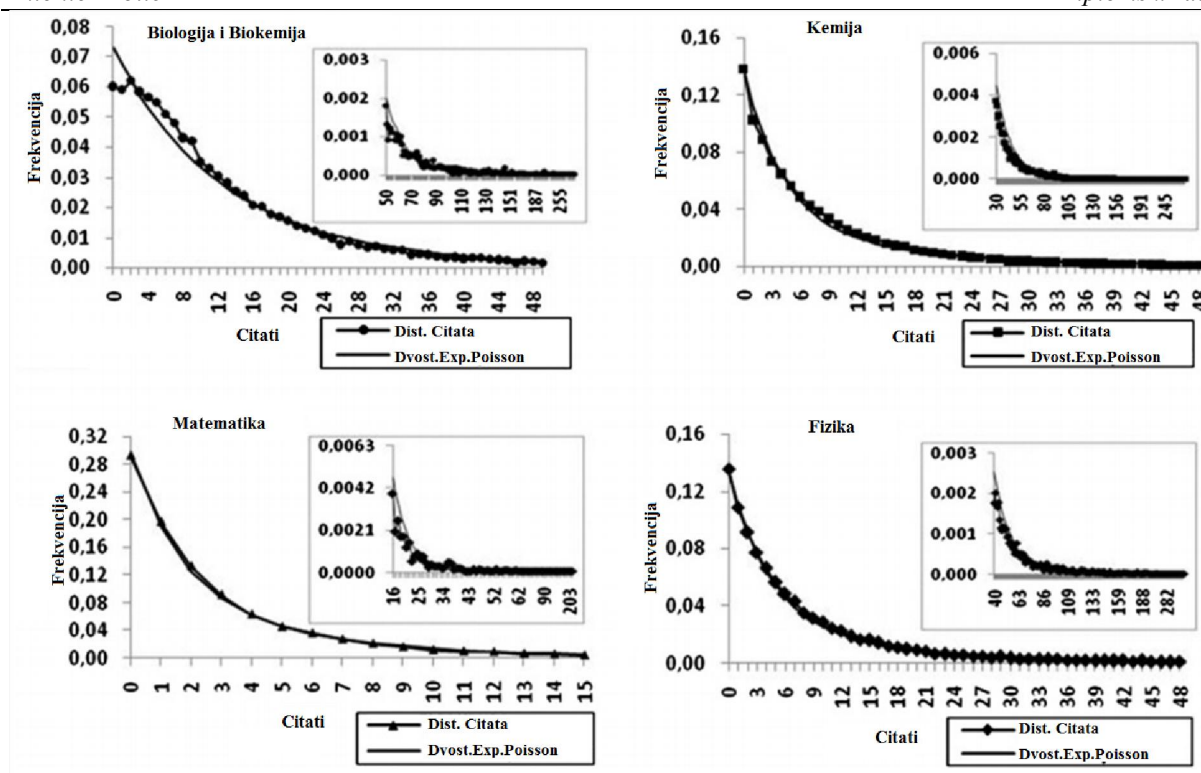 Biologija i Biokemija
0,08
0,07
0,06
0,05
0,04
0,03
0,02
0,01
0,00
Frekvencija
0 4 8 12 16 20 24 28 32 36 40 44 48
Citati
0,003
0,002
0,001
0,000
50 70 90 110 130 151 187 255
Dist. Citata
Dvost.Exp.Poisson
Kemija
0,16
0,12
0,08
0,04
0,00
Frekvencija
0 3 6 9 12 15 18 21 24 27 30 33 36 39 42 45 48
Citati
0,006
0,004
0,002
0,000
30 55 80 105 130 156 191 245
Dist. Citata
Dvost.Exp.Poisson
Matematika
0,32
0,28
0,24
0,20
0,16
0,12
0,08
0,04
0,00
Frekvencija
0 1 2 3 4 5 6 7 8 9 10 11 12 13 14 15
Citati
0,0063
0,0042
0,0021
0,0000
16 25 34 43 52 62 90 203
Dist. Citata
Dvost.Exp.Poisson
Fizika
0,16
0,12
0,08
0,04
0,00
Frekvencija
0 3 6 9 12 15 18 21 24 27 30 33 36 39 42 45 48
Citati
0,003
0,002
0,001
0,000
40 63 86 109 133 159 188 282
Dist. Citata
Dvost.Exp.Poisson